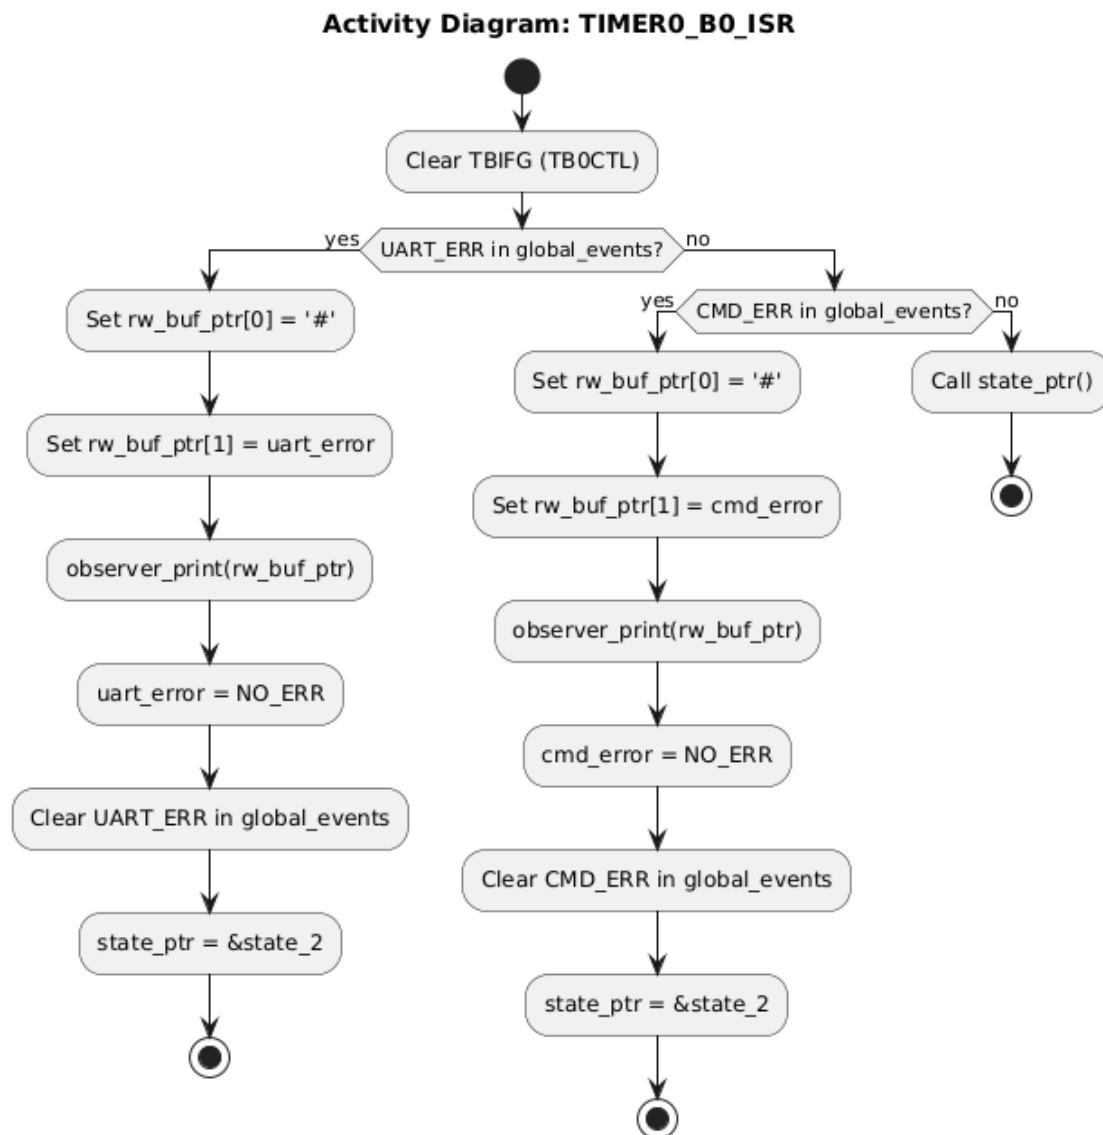 Activity Diagram: TIMER0_B0_ISR
Clear TBIFG (TB0CTL)
yes
UART_ERR in global_events?
no
Set rw_buf_ptr[0] = '#'
Set rw_buf_ptr[1] = uart_error
observer_print(rw_buf_ptr)
uart_error = NO_ERR
Clear UART_ERR in global_events
state_ptr = &state_2
yes
CMD_ERR in global_events?
no
Set rw_buf_ptr[0] = '#'
Set rw_buf_ptr[1] = cmd_error
observer_print(rw_buf_ptr)
cmd_error = NO_ERR
Clear CMD_ERR in global_events
state_ptr = &state_2
Call state_ptr()